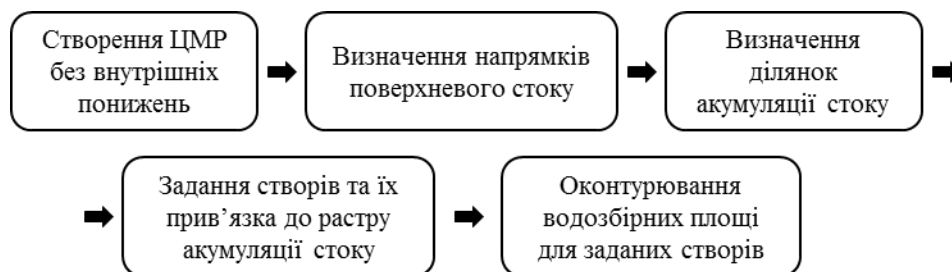 Створення ЦМР
без внутрішніх
понижень
Визначення напрямків
поверхневого стоку
Визначення
ділянок
акумуляції стоку
Задання створів та їх
прив’язка до растру
акумуляції стоку
Оконтурювання
водозбірних площі
для заданих створів